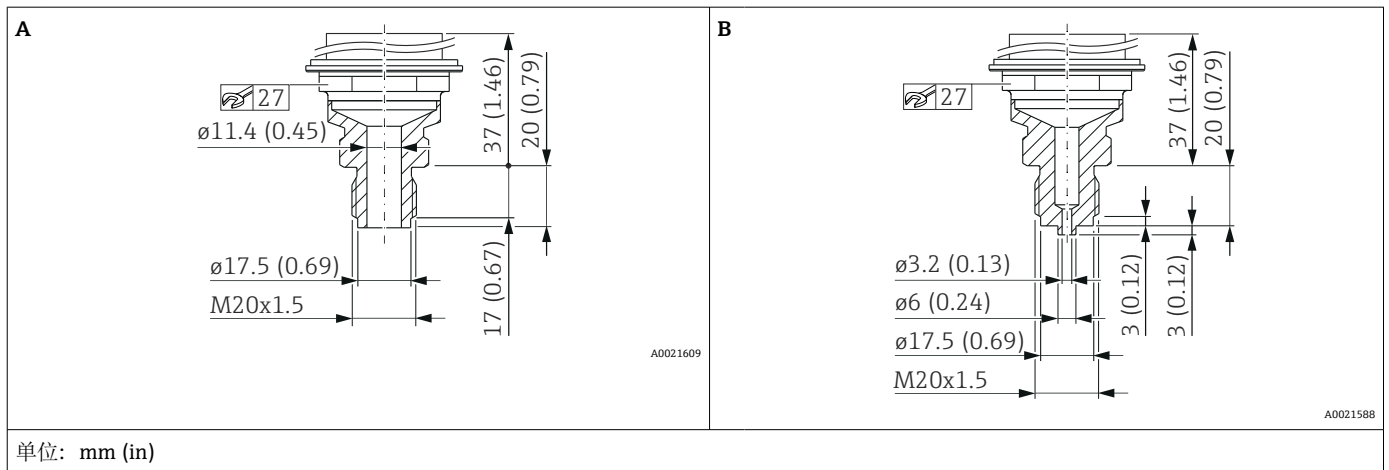 A
27
ø11.4 (0.45)
37 (1.46)
20 (0.79)
ø17.5 (0.69)
M20x1.5
17 (0.67)
A0021609
B
27
37 (1.46)
20 (0.79)
ø3.2 (0.13)
ø6 (0.24)
ø17.5 (0.69)
M20x1.5
3 (0.12)
3 (0.12)
A0021588
单位: mm (in)